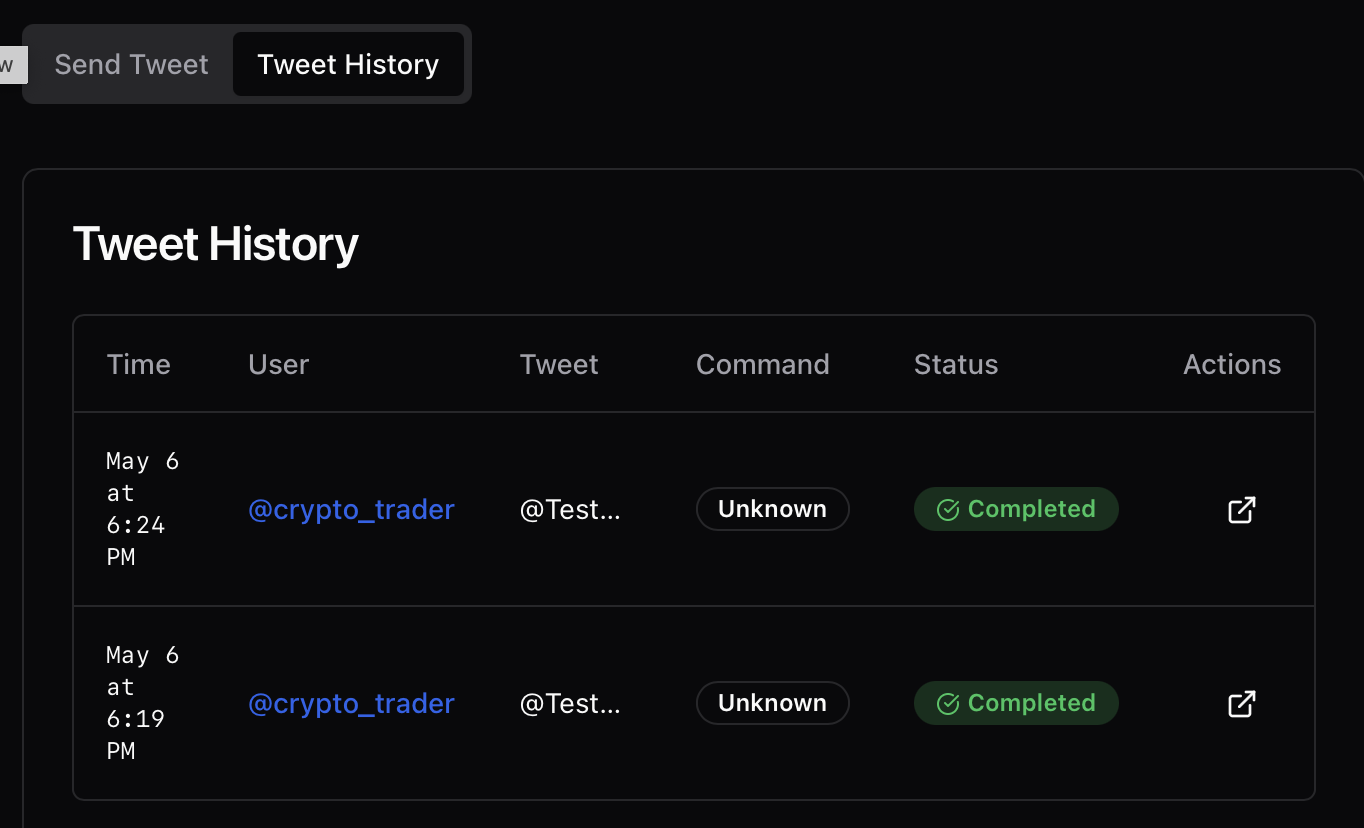 w
Send Tweet Tweet History
Tweet History
Time User Tweet Command Status Actions
May 6
at
6:24
PM
@crypto_trader @Test... Unknown Completed
May 6
at
6:19
PM
@crypto_trader @Test... Unknown Completed